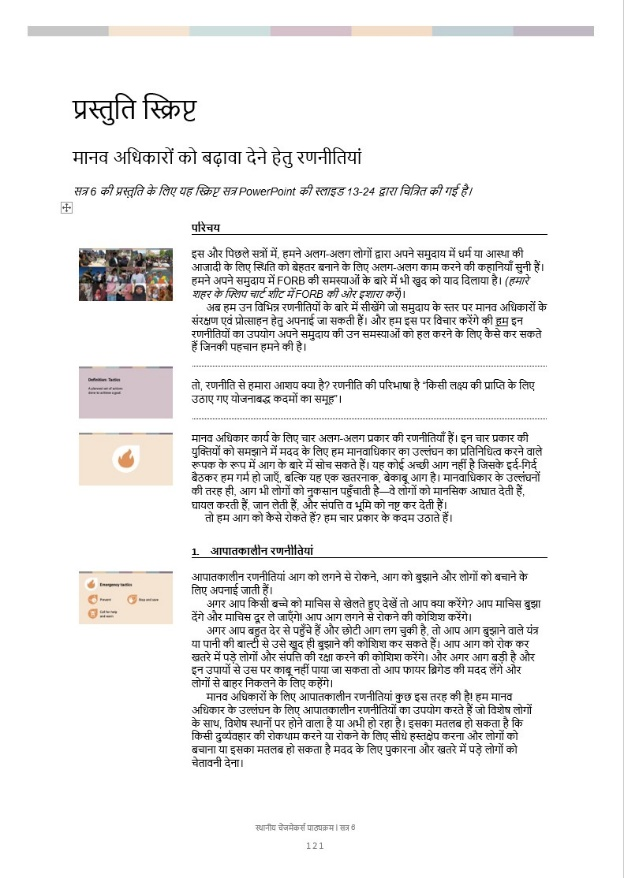 प्रस्तुति स्क्रिप्ट
मानव अधिकारों को बढ़ावा देने हेतु रणनीतियां
सत्र 6 की प्रस्तुति के लिए यह स्क्रिप्ट सत्र PowerPoint की स्लाइड 13-24 द्वारा चित्रित की गई है।
परिचय
इस और पिछले सत्रों में, हमने अलग-अलग लोगों द्वारा अपने समुदाय में धर्म या आस्था की
आजादी के लिए स्थिति को बेहतर बनाने के लिए अलग-अलग काम करने की कहानियाँ सुनी हैं।
हमने अपने समुदाय में FORB की समस्याओं के बारे में भी खुद को याद दिलाया है। (हमारे
शहर के फ्लिप चार्ट शीट में FORB की ओर इशारा करें)।
अब हम उन विभिन्न रणनीतियों के बारे में सीखेंगे जो समुदाय के स्तर पर मानव अधिकारों के
संरक्षण एवं प्रोत्साहन हेतु अपनाई जा सकती हैं। और हम इस पर विचार करेंगे की हम इन
रणनीतियों का उपयोग अपने समुदाय की उन समस्याओं को हल करने के लिए कैसे कर सकते
हैं जिनकी पहचान हमने की है।
Definition: Tactics
A planned set of actions
done to achieve a goal
तो, रणनीति से हमारा आशय क्या है? रणनीति की परिभाषा है "किसी लक्ष्य की प्राप्ति के लिए
उठाए गए योजनाबद्ध कदमों का समूह"।
मानव अधिकार कार्य के लिए चार अलग-अलग प्रकार की रणनीतियाँ हैं। इन चार प्रकार की
युक्तियों को समझाने में मदद के लिए हम मानवाधिकार का उल्लंघन का प्रतिनिधित्व करने वाले
रूपक के रूप में आग के बारे में सोच सकते हैं। यह कोई अच्छी आग नहीं है जिसके इर्द-गिर्द
बैठकर हम गर्म हो जाएँ, बल्कि यह एक खतरनाक, बेकाबू आग है। मानवाधिकार के उल्लंघनों
की तरह ही, आग भी लोगों को नुकसान पहुँचाती है—वे लोगों को मानसिक आघात देती हैं,
घायल करती हैं, जान लेती हैं, और संपत्ति व भूमि को नष्ट कर देती हैं।
तो हम आग को कैसे रोकते हैं? हम चार प्रकार के कदम उठाते हैं।
1. आपातकालीन रणनीतियां
Emergency tactics
Prevent
Stop and save
Call for help
and warn
आपातकालीन रणनीतियां आग को लगने से रोकने, आग को बुझाने और लोगों को बचाने के
लिए अपनाई जाती हैं।
अगर आप किसी बच्चे को माचिस से खेलते हुए देखें तो आप क्या करेंगे? आप माचिस बुझा
देंगे और माचिस दूर ले जाएँगे! आप आग लगने से रोकने की कोशिश करेंगे।
अगर आप बहुत देर से पहुँचे हैं और छोटी आग लग चुकी है, तो आप आग बुझाने वाले यंत्र
या पानी की बाल्टी से उसे खुद ही बुझाने की कोशिश कर सकते हैं। आप आग को रोक कर
खतरे में पड़े लोगों और संपत्ति की रक्षा करने की कोशिश करेंगे। और अगर आग बड़ी है और
इन उपायों से उस पर काबू नहीं पाया जा सकता तो आप फायर ब्रिगेड की मदद लेंगे और
लोगों से बाहर निकलने के लिए कहेंगे।
मानव अधिकारों के लिए आपातकालीन रणनीतियां कुछ इस तरह की है! हम मानव
अधिकार के उल्लंघन के लिए आपातकालीन रणनीतियों का उपयोग करते हैं जो विशेष लोगों
के साथ, विशेष स्थानों पर होने वाला है या अभी हो रहा है। इसका मतलब हो सकता है कि
किसी दुर्व्यवहार की रोकथाम करने या रोकने के लिए सीधे हस्तक्षेप करना और लोगों को
बचाना या इसका मतलब हो सकता है मदद के लिए पुकारना और खतरे में पड़े लोगों को
चेतावनी देना।
स्थानीय चेंजमेकर्स पाठ्यक्रम | सत्र 6
121